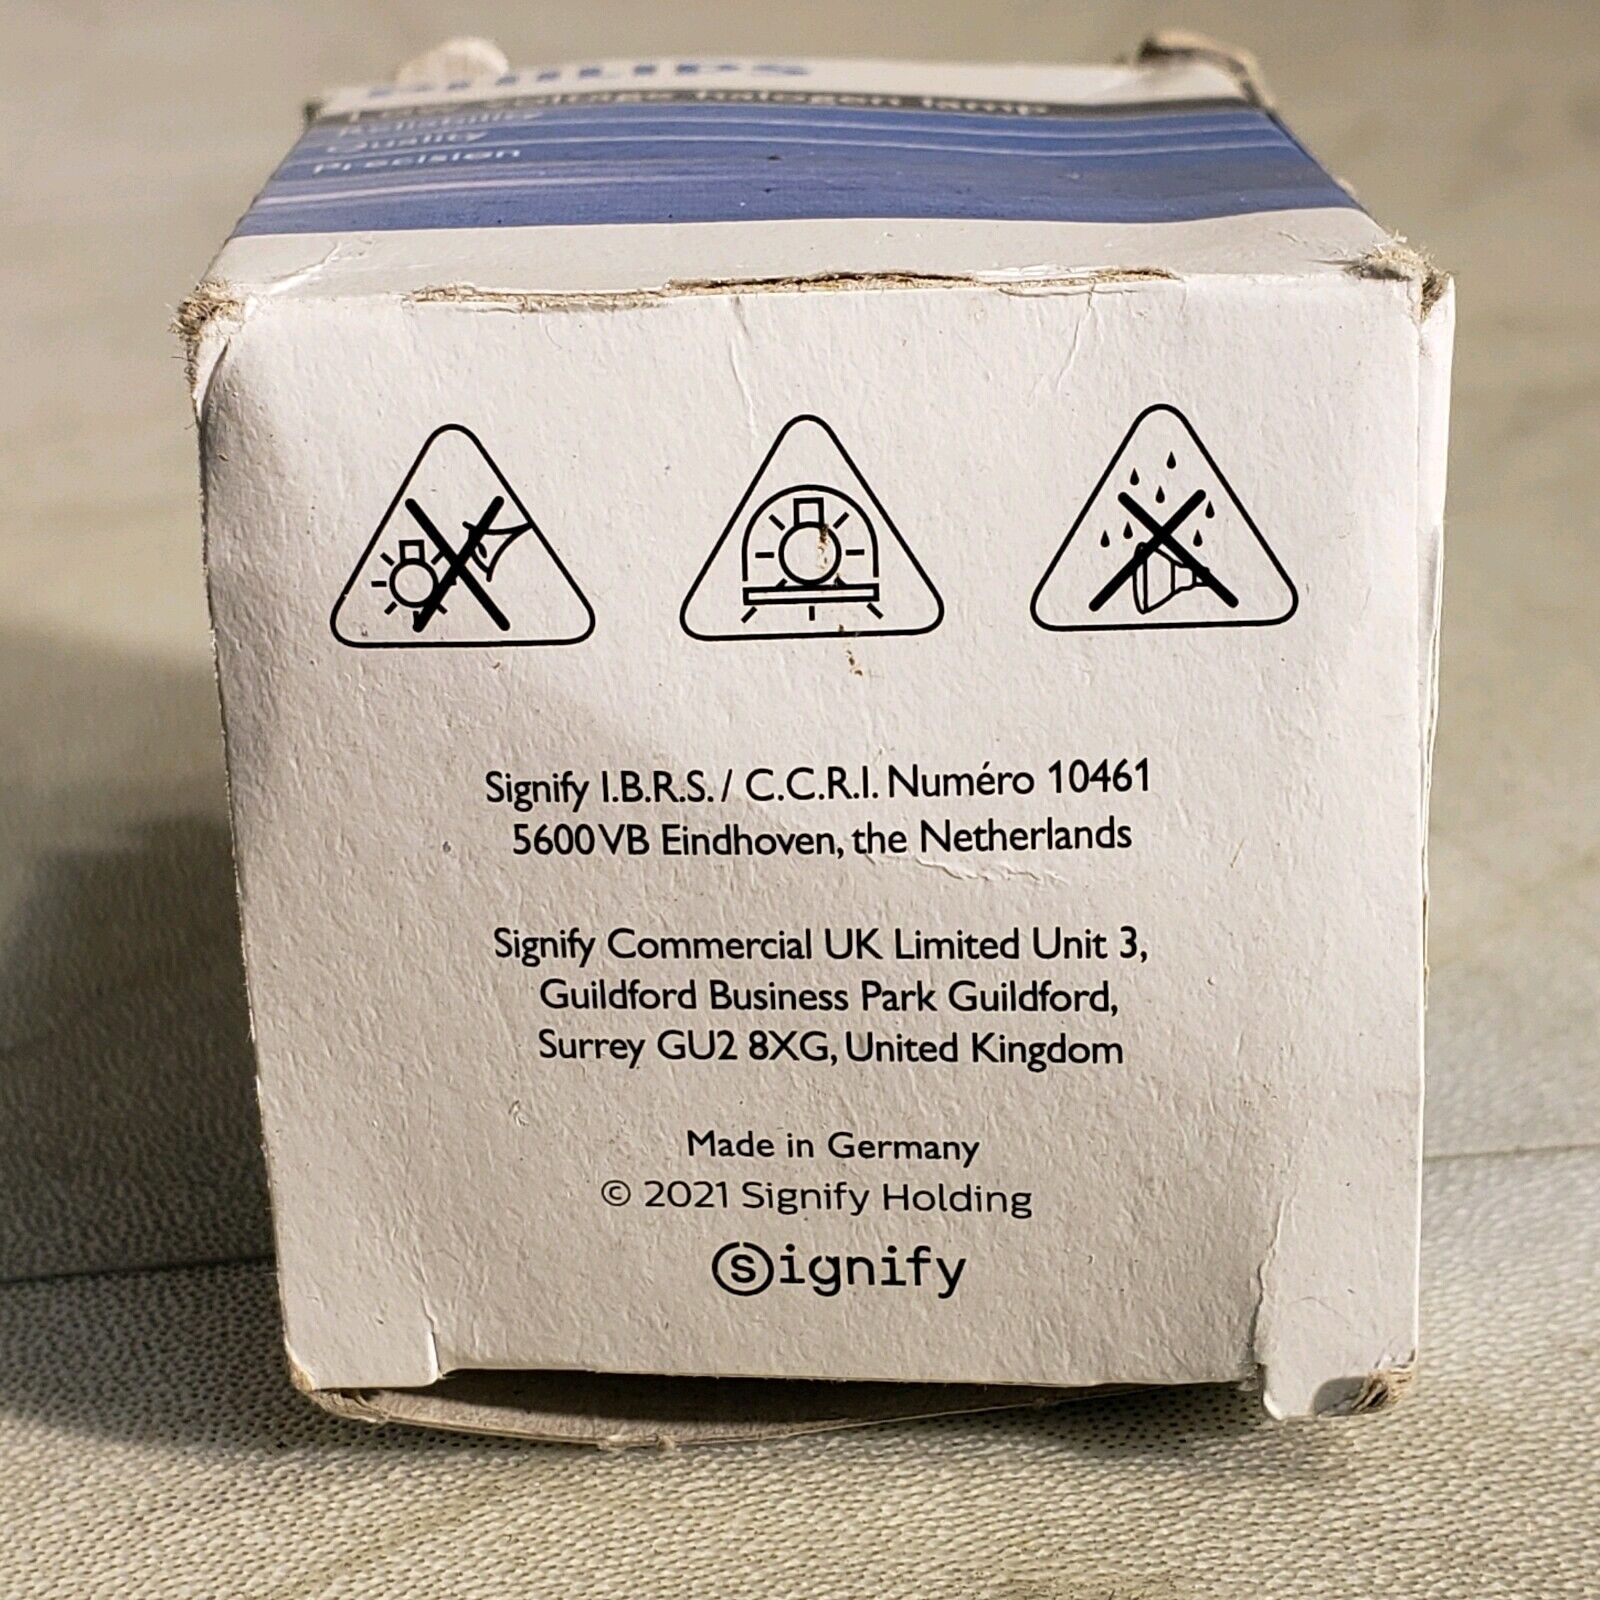 PHILIPS
Low voltage halogen lamp
Reliability
Quality
Precision
Signify I.B.R.S. / C.C.R.I. Numéro 10461
5600 VB Eindhoven, the Netherlands
Signify Commercial UK Limited Unit 3,
Guildford Business Park Guildford,
Surrey GU2 8XG, United Kingdom
Made in Germany
© 2021 Signify Holding
Signify